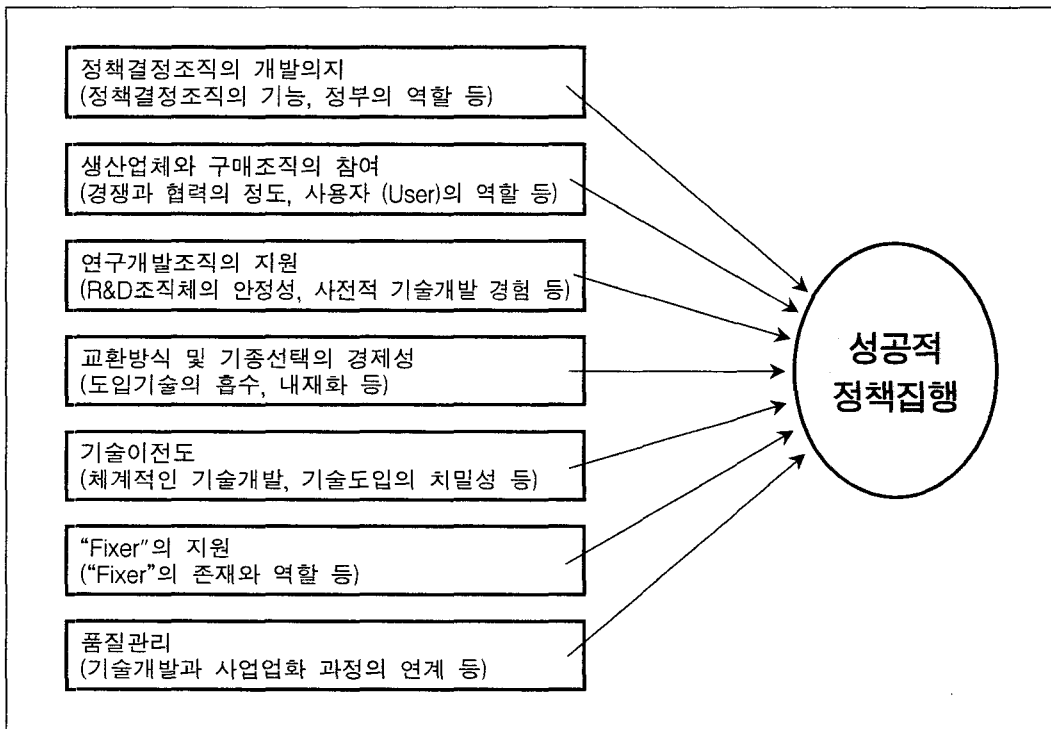 정책결정조직의 개발의지
(정책결정조직의 기능, 정부의 역할 등)
생산업체와 구매조직의 참여
(경쟁과 협력의 정도, 사용자 (User)의 역할 등)
연구개발조직의 지원
(R&D조직체의 안정성, 사전적 기술개발 경험 등)
교환방식 및 기종선택의 경제성
(도입기술의 흡수, 내재화 등)
기술이전도
(체계적인 기술개발, 기술도입의 치밀성 등)
“Fixer”의 지원
(“Fixer”의 존재와 역할 등)
품질관리
(기술개발과 사업업화 과정의 연계 등)
성공적
정책집행